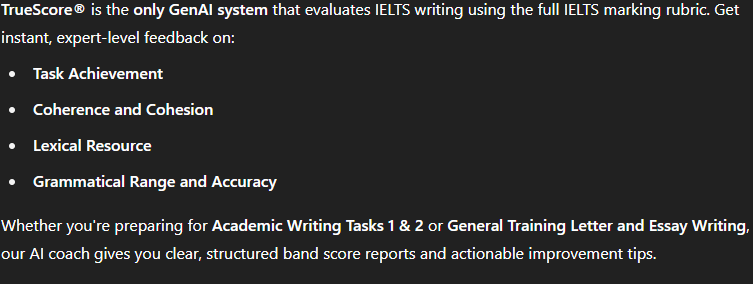 TrueScore® is the only GenAI system that evaluates IELTS writing using the full IELTS marking rubric. Get
instant, expert-level feedback on:
• Task Achievement
• Coherence and Cohesion
• Lexical Resource
• Grammatical Range and Accuracy
Whether you're preparing for Academic Writing Tasks 1 & 2 or General Training Letter and Essay Writing,
our AI coach gives you clear, structured band score reports and actionable improvement tips.